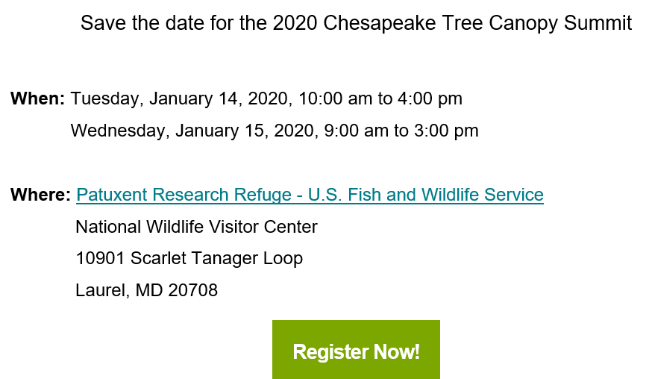 Save the date for the 2020 Chesapeake Tree Canopy Summit
When: Tuesday, January 14, 2020, 10:00 am to 4:00 pm
Wednesday, January 15, 2020, 9:00 am to 3:00 pm
Where: Patuxent Research Refuge - U.S. Fish and Wildlife Service
National Wildlife Visitor Center
10901 Scarlet Tanager Loop
Laurel, MD 20708
Register Now!